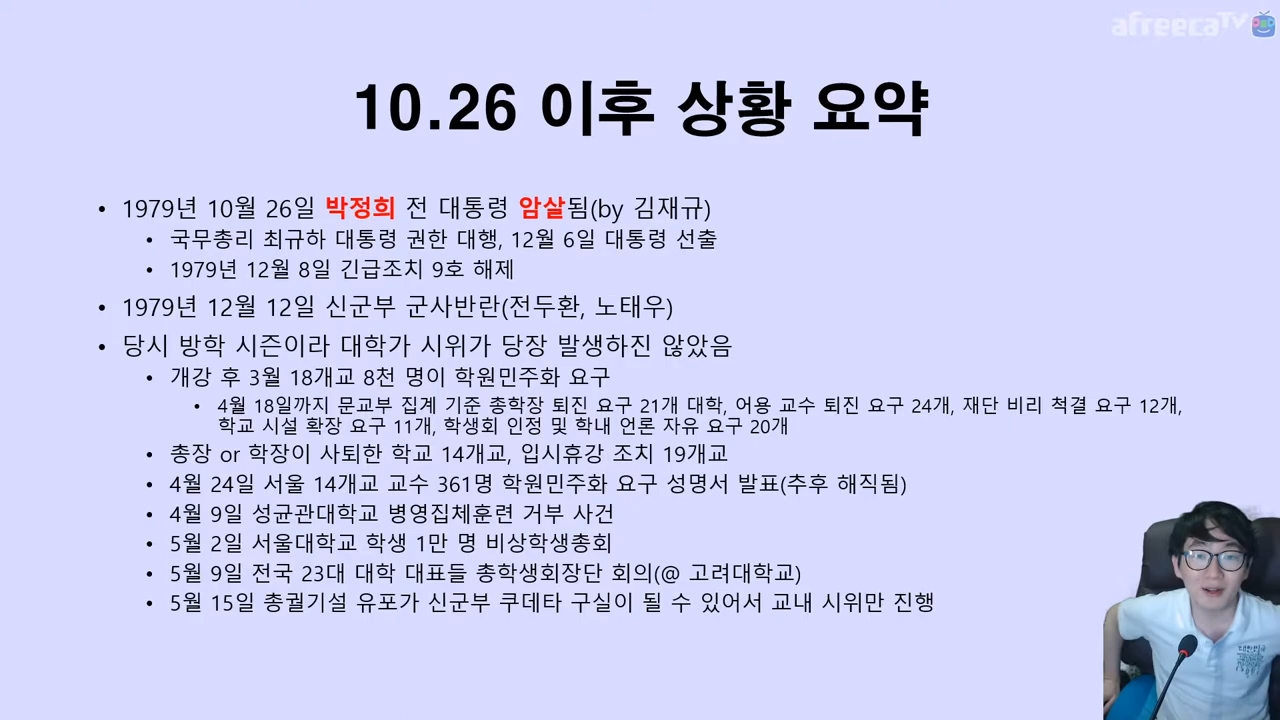 afreecaTV
10.26 이후 상황 요약
• 1979년 10월 26일 박정희 전 대통령 암살됨(by 김재규)
• 국무총리 최규하 대통령 권한 대행, 12월 6일 대통령 선출
• 1979년 12월 8일 긴급조치 9호 해제
• 1979년 12월 12일 신군부 군사반란(전두환, 노태우)
• 당시 방학 시즌이라 대학가 시위가 당장 발생하진 않았음
• 개강 후 3월 18개교 8천 명이 학원민주화 요구
• 4월 18일까지 문교부 집계 기준 총학장 퇴진 요구 21개 대학, 어용 교수 퇴진 요구 24개, 재단 비리 척결 요구 12개,
학교 시설 확장 요구 11개, 학생회 인정 및 학내 언론 자유 요구 20개
• 총장 or 학장이 사퇴한 학교 14개교, 입시휴강 조치 19개교
• 4월 24일 서울 14개교 교수 361명 학원민주화 요구 성명서 발표(추후 해직됨)
• 4월 9일 성균관대학교 병영집체훈련 거부 사건
• 5월 2일 서울대학교 학생 1만 명 비상학생총회
• 5월 9일 전국 23대 대학 대표들 총학생회장단 회의(@ 고려대학교)
• 5월 15일 총궐기설 유포가 신군부 쿠데타 구실이 될 수 있어서 교내 시위만 진행